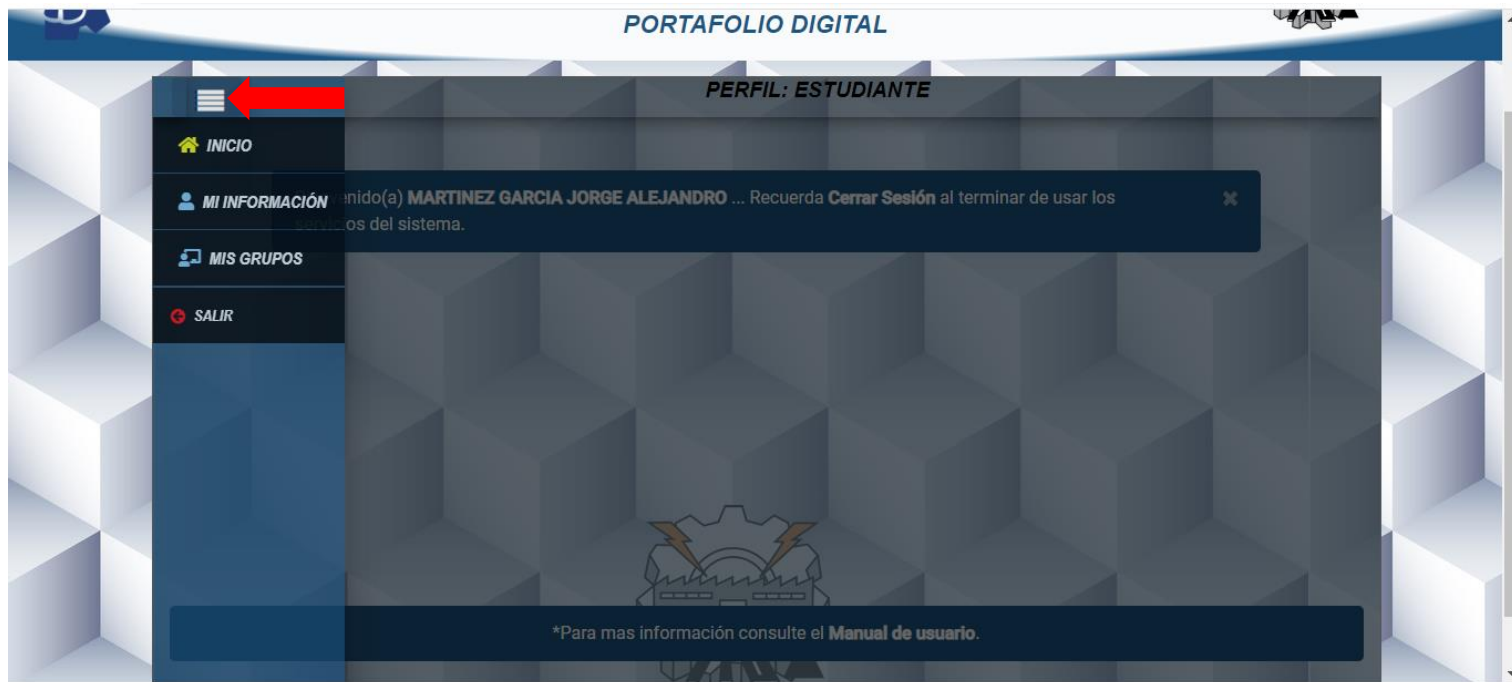 PORTAFOLIO DIGITAL
PERFIL: ESTUDIANTE
INICIO
MI INFORMACIÓN
MIS GRUPOS
SALIR
enido(a) MARTINEZ GARCIA JORGE ALEJANDRO ... Recuerda Cerrar Sesión al terminar de usar los
servicios del sistema.
*Para mas información consulte el Manual de usuario.